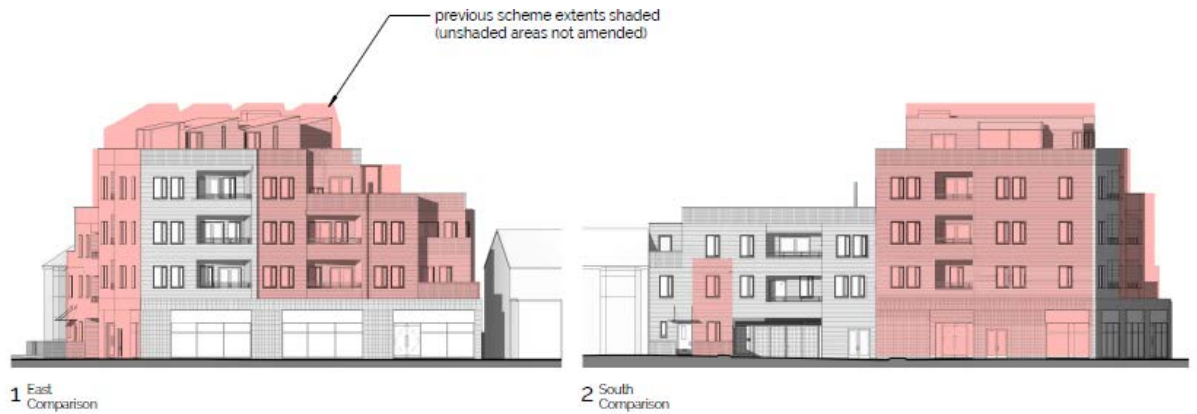 previous scheme extents shaded
(unshaded areas not amended)
1 East
Comparison
2 South
Comparison